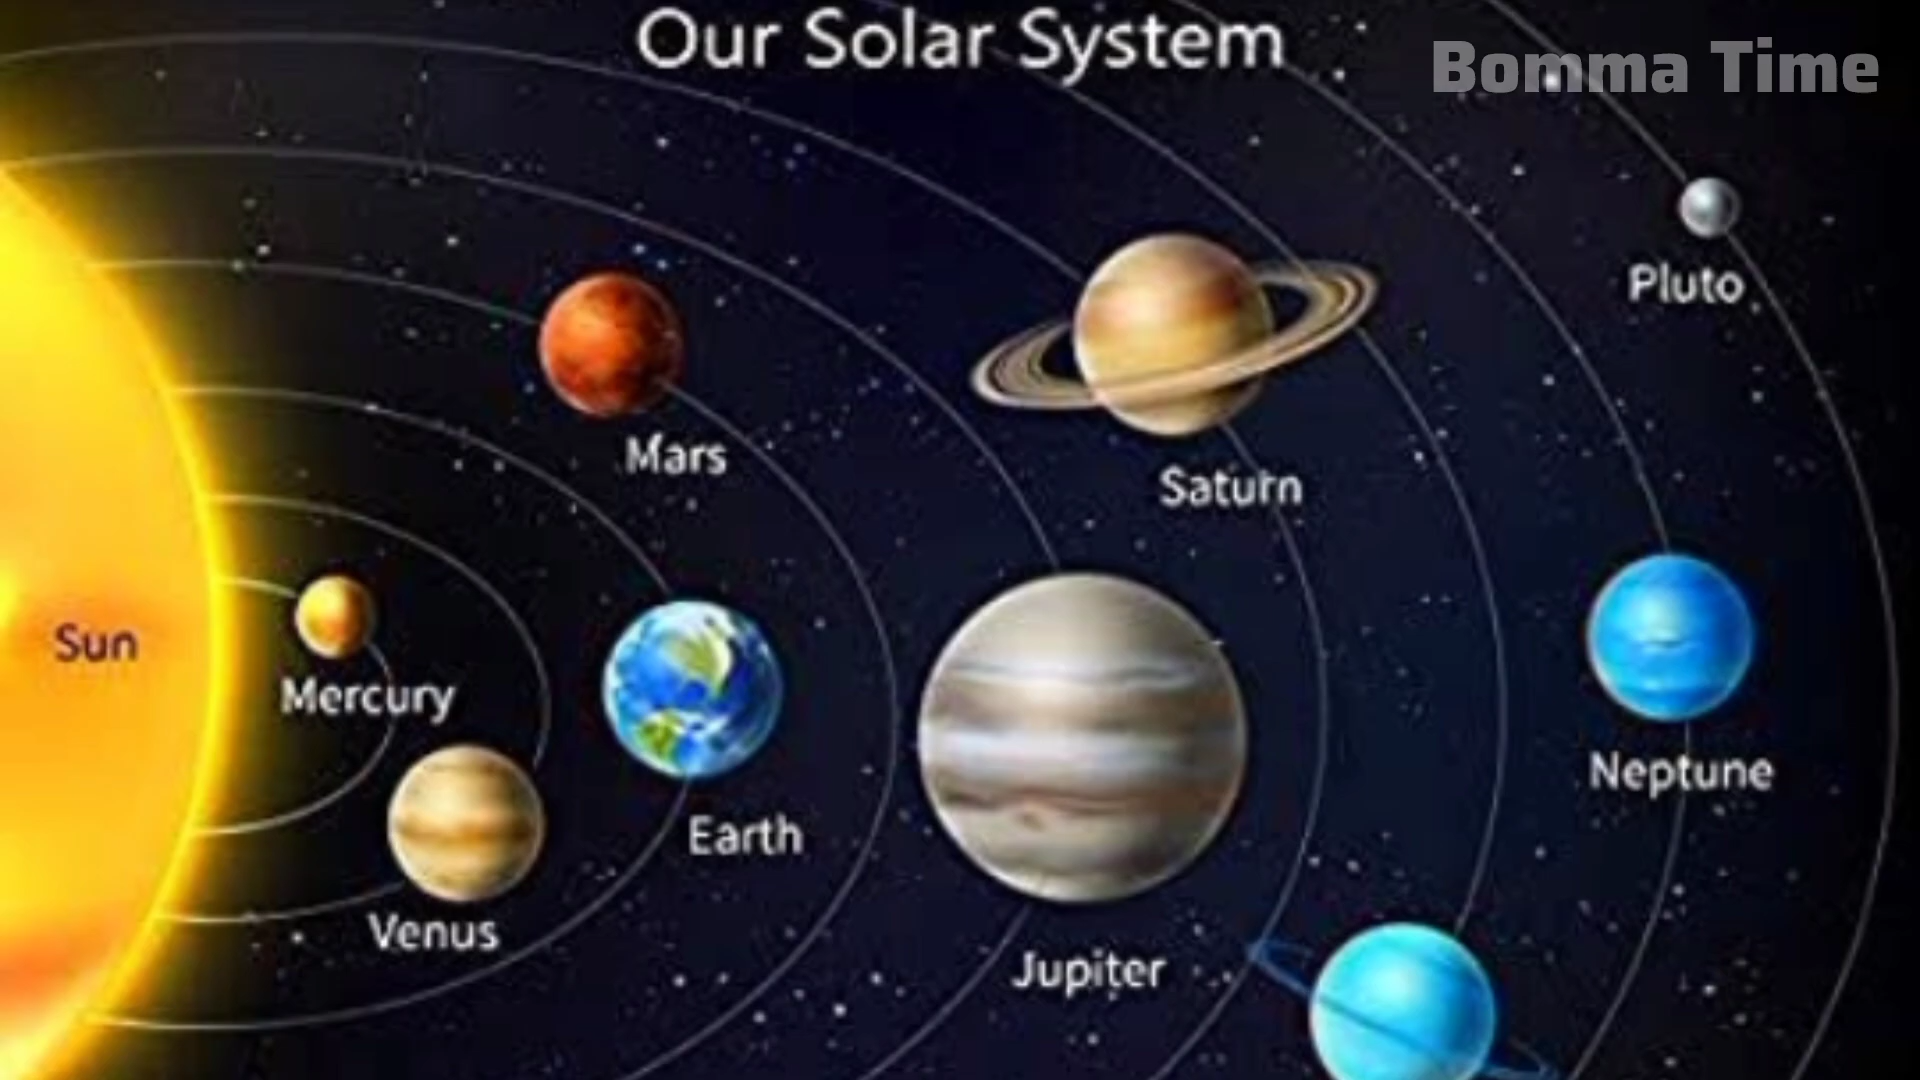 Our Solar System
Bomma Time
Pluto
Mars
Saturn
Sun
Mercury
Neptune
Earth
Venus
Jupiter